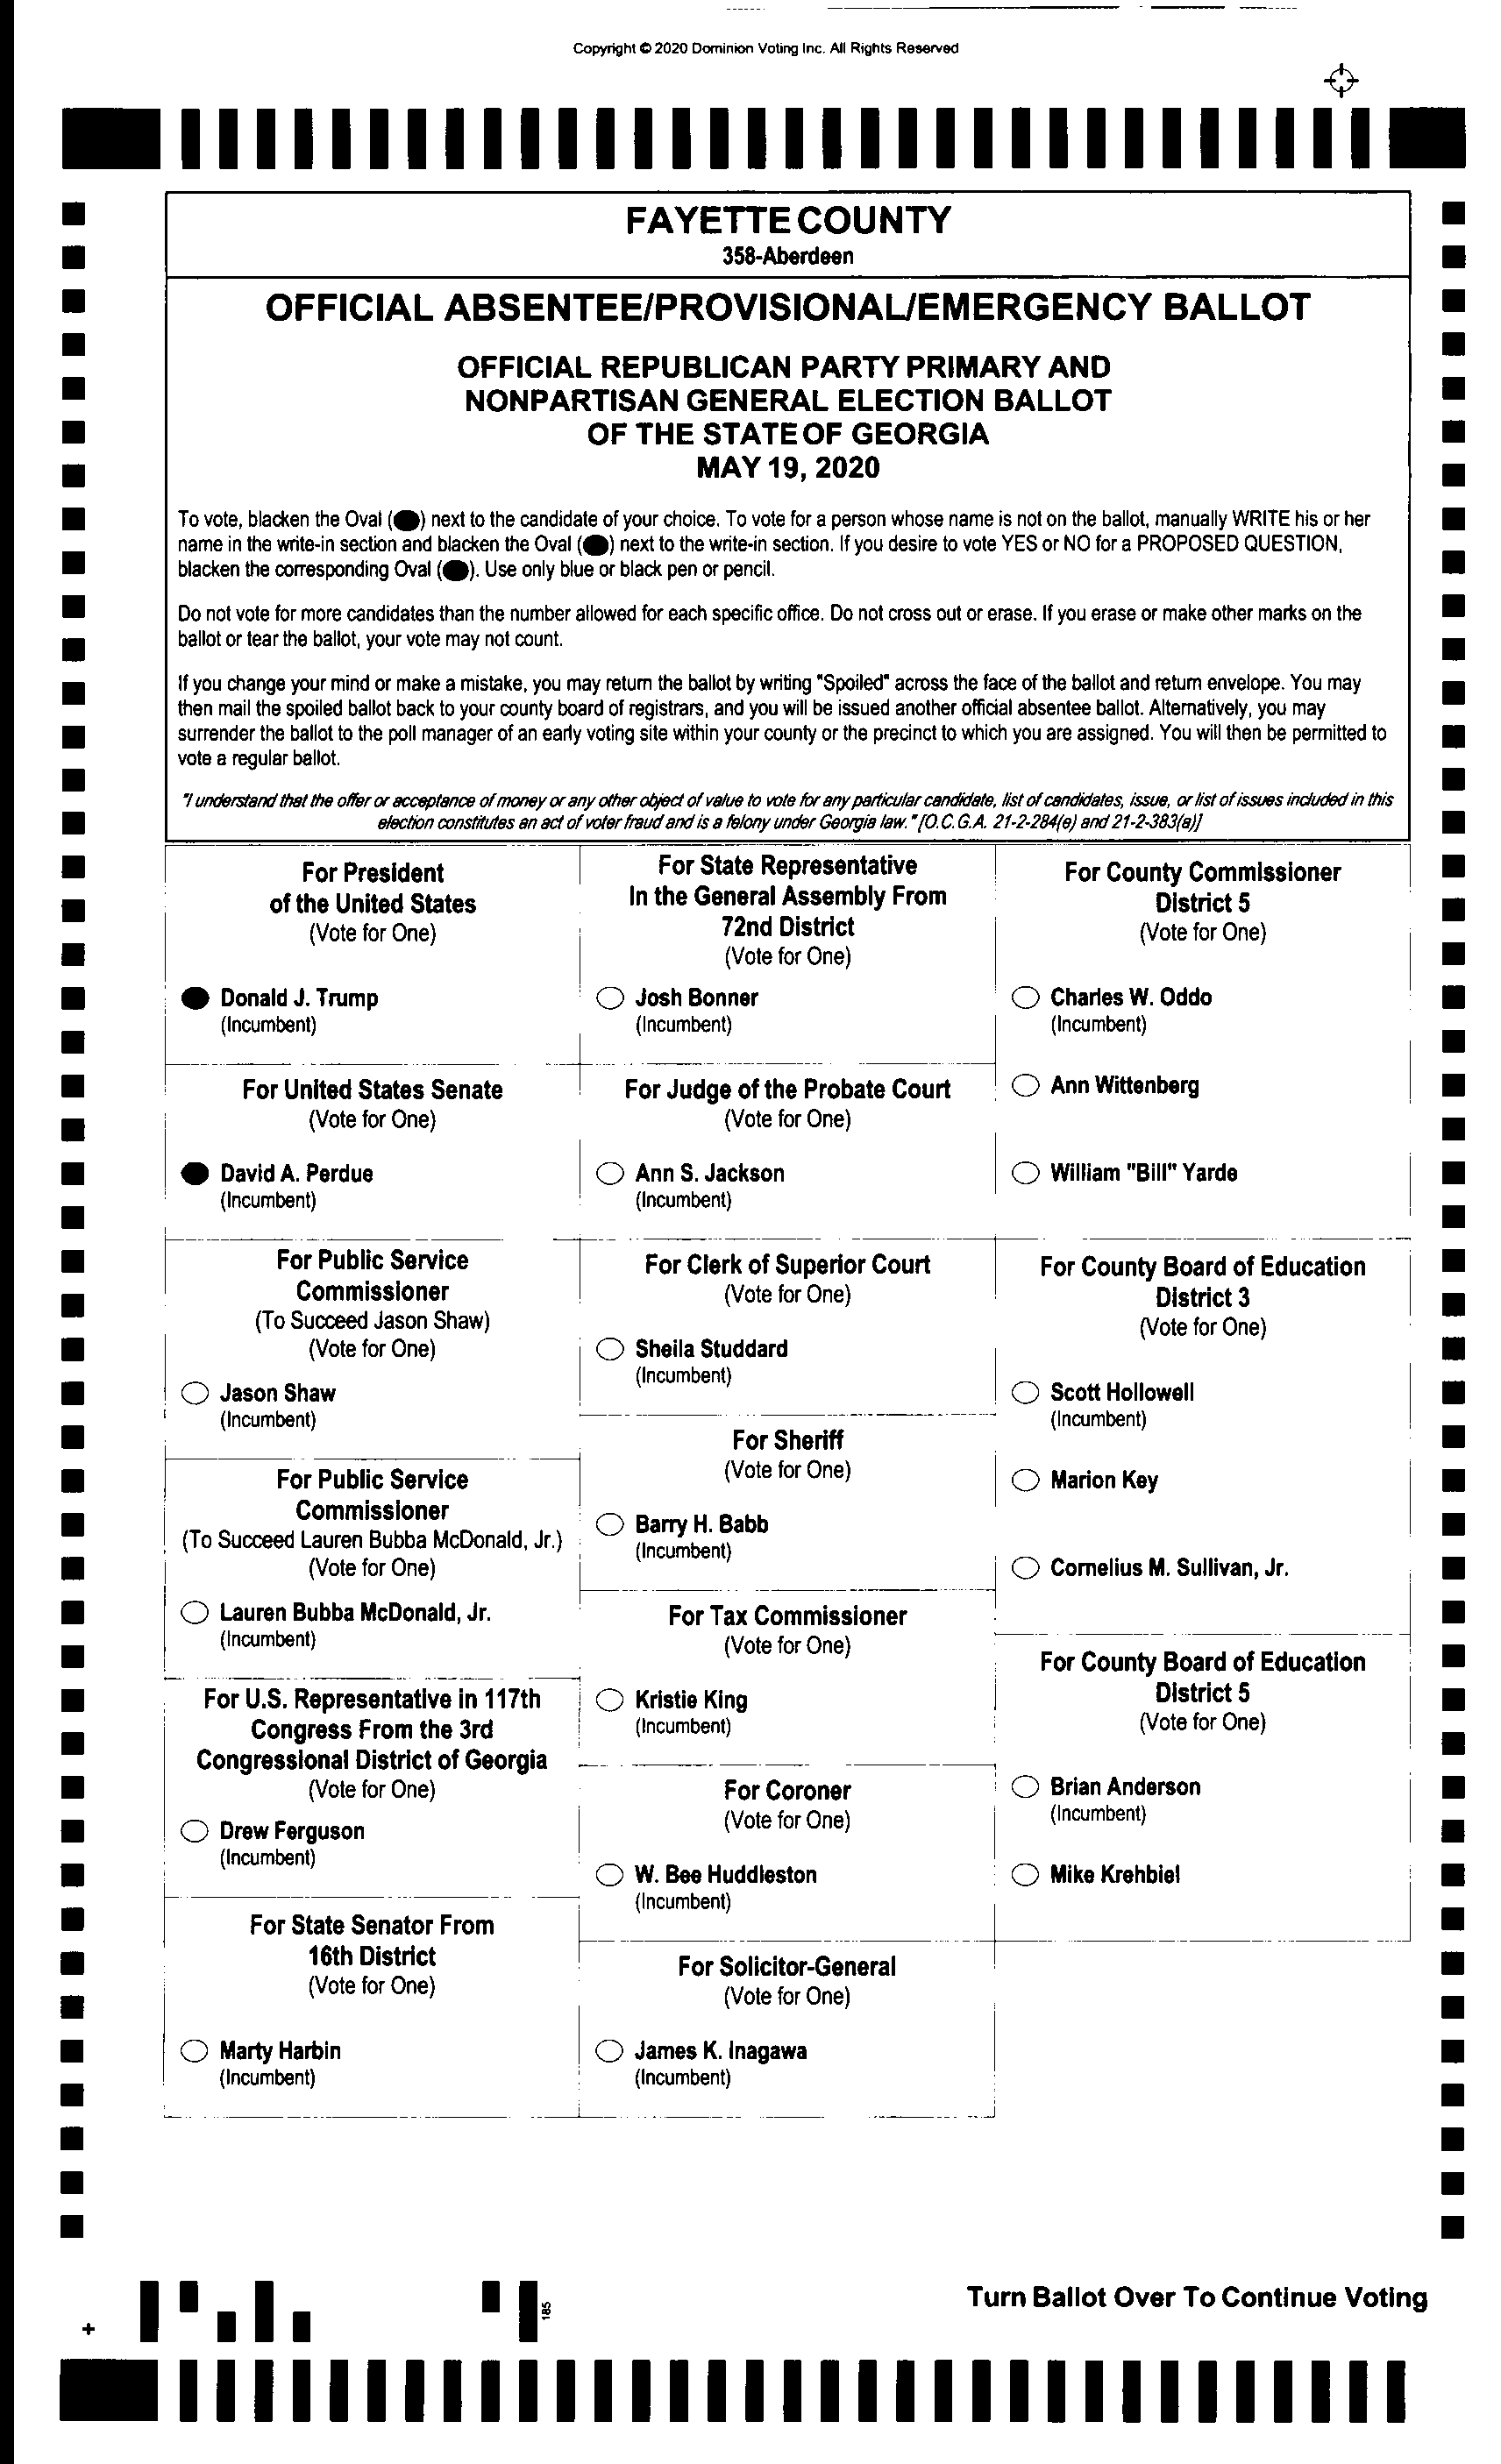 Copyright © 2020 Dominion Voting Inc. All Rights Reserved
FAYETTE COUNTY
358-Aberdeen
OFFICIAL ABSENTEE/PROVISIONAL/EMERGENCY BALLOT
OFFICIAL REPUBLICAN PARTY PRIMARY AND
NONPARTISAN GENERAL ELECTION BALLOT
OF THE STATE OF GEORGIA
MAY 19, 2020
To vote, blacken the Oval (●) next to the candidate of your choice. To vote for a person whose name is not on the ballot, manually WRITE his or her
name in the write-in section and blacken the Oval (●) next to the write-in section. If you desire to vote YES or NO for a PROPOSED QUESTION,
blacken the corresponding Oval (●). Use only blue or black pen or pencil.
Do not vote for more candidates than the number allowed for each specific office. Do not cross out or erase. If you erase or make other marks on the
ballot or tear the ballot, your vote may not count.
If you change your mind or make a mistake, you may return the ballot by writing "Spoiled" across the face of the ballot and return envelope. You may
then mail the spoiled ballot back to your county board of registrars, and you will be issued another official absentee ballot. Alternatively, you may
surrender the ballot to the poll manager of an early voting site within your county or the precinct to which you are assigned. You will then be permitted to
vote a regular ballot.
"I understand that the offer or acceptance of money or any other object of value to vote for any particular candidate, list of candidates, issue, or list of issues included in this
election constitutes an act of voter fraud and is a felony under Georgia law." [O.C.G.A. 21-2-284(e) and 21-2-383(a)]
For President
of the United States
(Vote for One)
Donald J. Trump
(Incumbent)
For United States Senate
(Vote for One)
David A. Perdue
(Incumbent)
For Public Service
Commissioner
(To Succeed Jason Shaw)
(Vote for One)
Jason Shaw
(Incumbent)
For Public Service
Commissioner
(To Succeed Lauren Bubba McDonald, Jr.)
(Vote for One)
Lauren Bubba McDonald, Jr.
(Incumbent)
For U.S. Representative in 117th
Congress From the 3rd
Congressional District of Georgia
(Vote for One)
Drew Ferguson
(Incumbent)
For State Senator From
16th District
(Vote for One)
Marty Harbin
(Incumbent)
For State Representative
In the General Assembly From
72nd District
(Vote for One)
Josh Bonner
(Incumbent)
For Judge of the Probate Court
(Vote for One)
Ann S. Jackson
(Incumbent)
For Clerk of Superior Court
(Vote for One)
Sheila Studdard
(Incumbent)
For Sheriff
(Vote for One)
Barry H. Babb
(Incumbent)
For Tax Commissioner
(Vote for One)
Kristie King
(Incumbent)
For Coroner
(Vote for One)
W. Bee Huddleston
(Incumbent)
For Solicitor-General
(Vote for One)
James K. Inagawa
(Incumbent)
For County Commissioner
District 5
(Vote for One)
Charles W. Oddo
(Incumbent)
Ann Wittenberg
William "Bill" Yarde
For County Board of Education
District 3
(Vote for One)
Scott Hollowell
(Incumbent)
Marion Key
Cornelius M. Sullivan, Jr.
For County Board of Education
District 5
(Vote for One)
Brian Anderson
(Incumbent)
Mike Krehbiel
185
Turn Ballot Over To Continue Voting